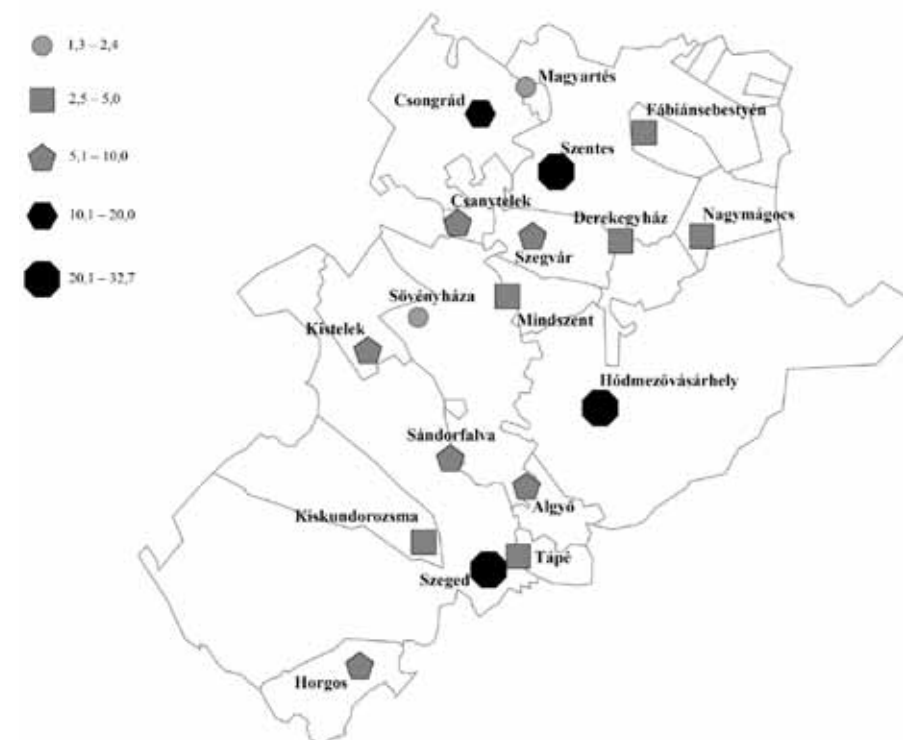 1,3 – 2,4
2,5 – 5,0
5,1 – 10,0
10,1 – 20,0
20,1 – 32,7
Magyartés
Csongrád
Fábiánsebestyén
Szentes
Csanytelek
Derekegyház
Nagymágocs
Szegvár
Sövényháza
Mindszent
Kistelek
Hódmezővásárhely
Sándorfalva
Algyő
Kiskundorozsma
Tápé
Szeged
Horgos